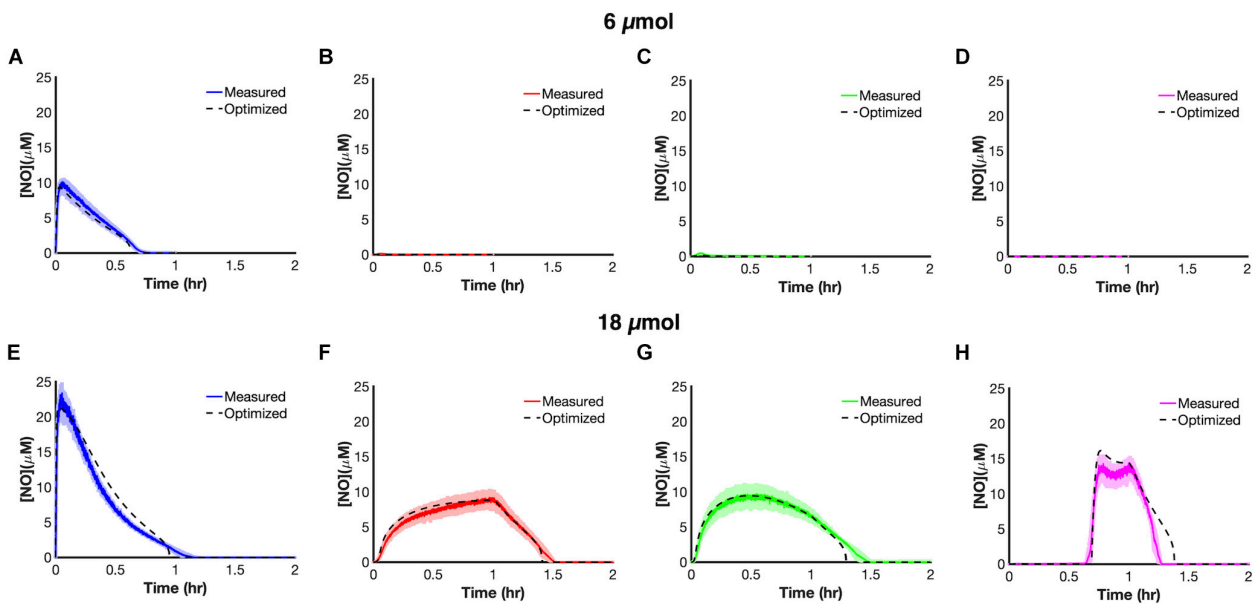 6 µmol
A B C D
25 Measured 25 Measured 25 Measured 25 Measured
20 Optimized 20 Optimized 20 Optimized 20 Optimized
15 15 15 15
[NO](µM) [NO](µM) [NO](µM) [NO](µM)
10 10 10 10
5 5 5 5
0 0 0 0
0 0.5 1 1.5 2 0 0.5 1 1.5 2 0 0.5 1 1.5 2 0 0.5 1 1.5 2
Time (hr) Time (hr) Time (hr) Time (hr)
18 µmol
E F G H
25 Measured 25 Measured 25 Measured 25 Measured
20 Optimized 20 Optimized 20 Optimized 20 Optimized
15 15 15 15
[NO](µM) [NO](µM) [NO](µM) [NO](µM)
10 10 10 10
5 5 5 5
0 0 0 0
0 0.5 1 1.5 2 0 0.5 1 1.5 2 0 0.5 1 1.5 2 0 0.5 1 1.5 2
Time (hr) Time (hr) Time (hr) Time (hr)